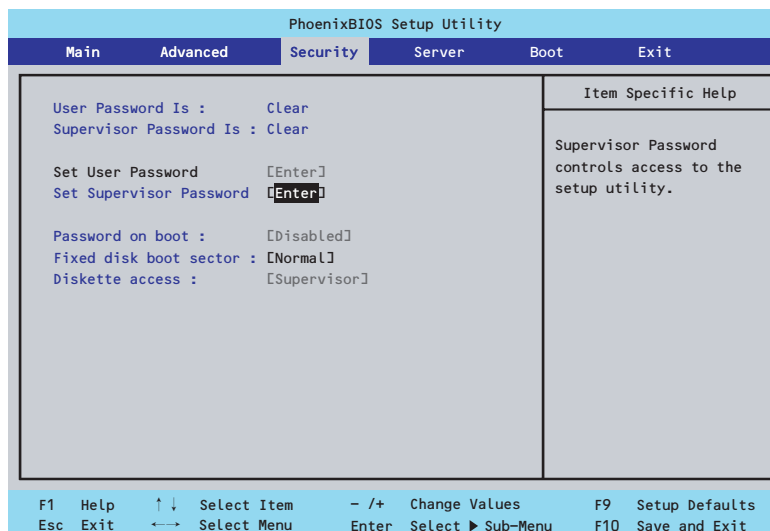 PhoenixBIOS Setup Utility
Main Advanced Security Server Boot Exit
User Password Is : Clear
Supervisor Password Is : Clear
Set User Password [Enter]
Set Supervisor Password [Enter]
Password on boot : [Disabled]
Fixed disk boot sector : [Normal]
Diskette access : [Supervisor]
Item Specific Help
Supervisor Password
controls access to the
setup utility.
F1 Help ↑↓ Select Item - /+ Change Values F9 Setup Defaults
Esc Exit ←→ Select Menu Enter Select ▶ Sub-Menu F10 Save and Exit